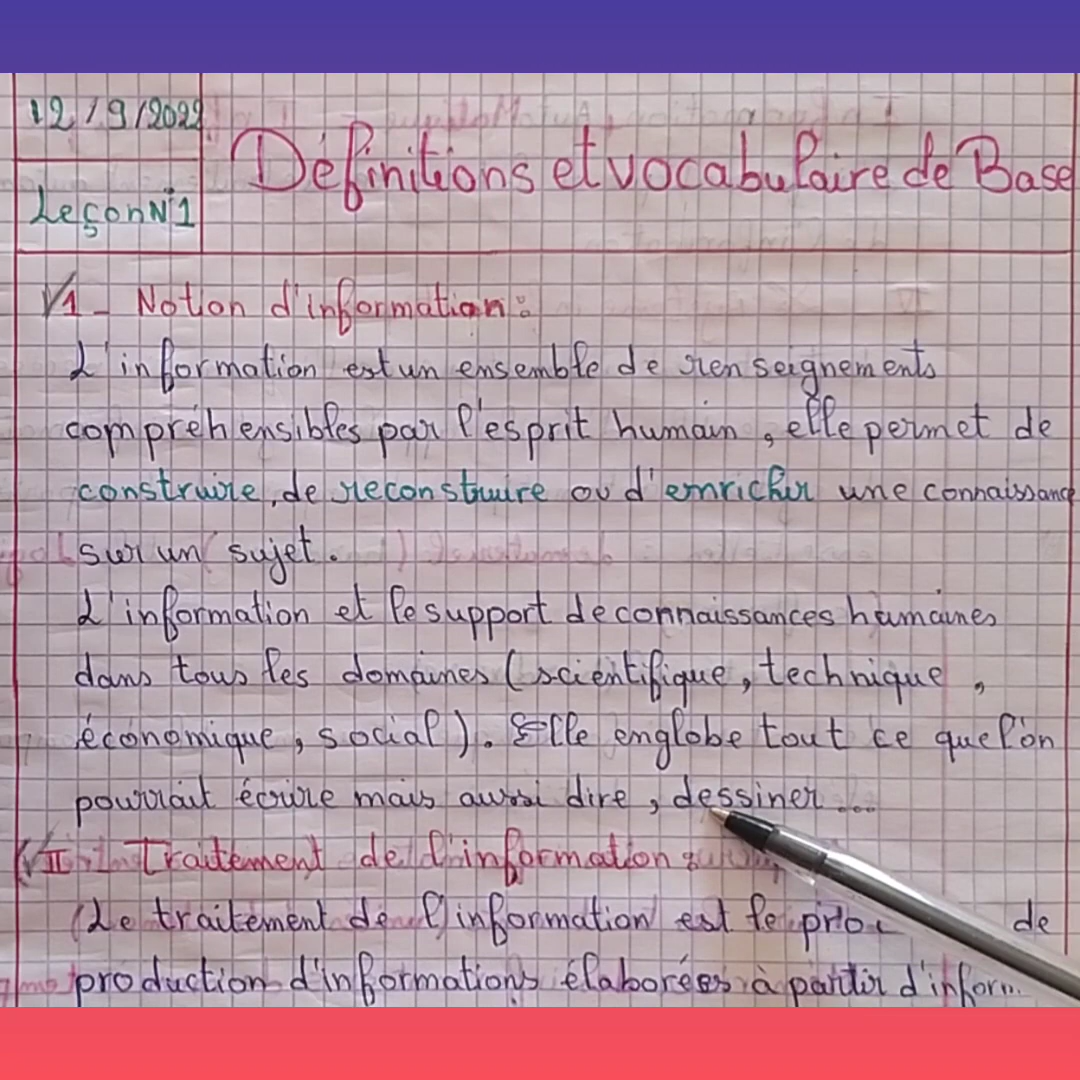 12/9/2022
Leçon N°1
Définitions et vocabulaire de Base
1- Notion d'information:
L'information est un ensemble de renseignements
compréhensibles par l'esprit humain, elle permet de
construire, de reconstruire ou d'enrichir une connaissance
sur un sujet.
L'information et le support de connaissances humaines
dans tous les domaines (scientifique, technique,
économique, social). Elle englobe tout ce que l'on
pourrait écrire mais aussi dire, dessiner...
II- Traitement de l'information:
Le traitement de l'information est le de
production d'informations élaborées à partir